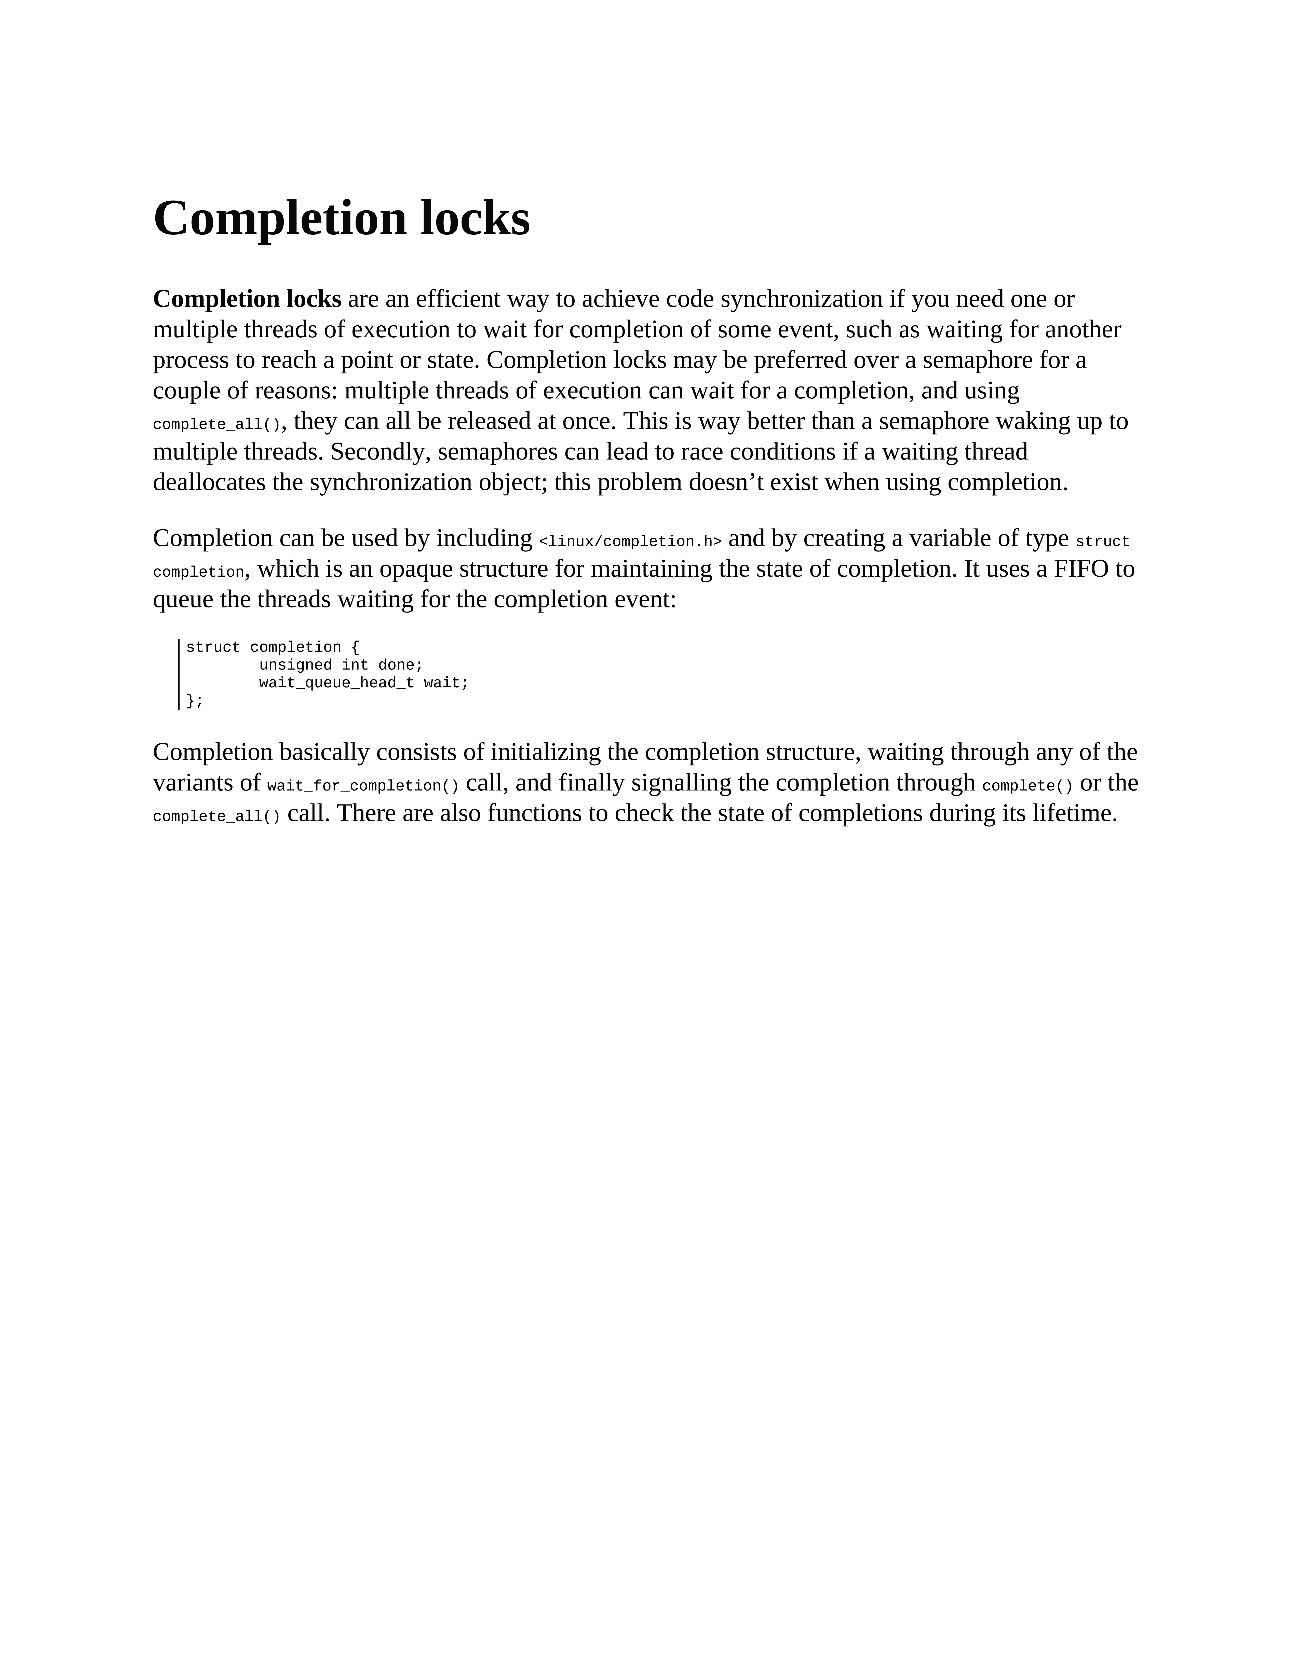 Completion locks
Completion locks are an efficient way to achieve code synchronization if you need one or
multiple threads of execution to wait for completion of some event, such as waiting for another
process to reach a point or state. Completion locks may be preferred over a semaphore for a
couple of reasons: multiple threads of execution can wait for a completion, and using
complete_all(), they can all be released at once. This is way better than a semaphore waking up to
multiple threads. Secondly, semaphores can lead to race conditions if a waiting thread
deallocates the synchronization object; this problem doesn’t exist when using completion.
Completion can be used by including <linux/completion.h> and by creating a variable of type struct
completion, which is an opaque structure for maintaining the state of completion. It uses a FIFO to
queue the threads waiting for the completion event:
struct completion {
        unsigned int done;
        wait_queue_head_t wait;
};
Completion basically consists of initializing the completion structure, waiting through any of the
variants of wait_for_completion() call, and finally signalling the completion through complete() or the
complete_all() call. There are also functions to check the state of completions during its lifetime.